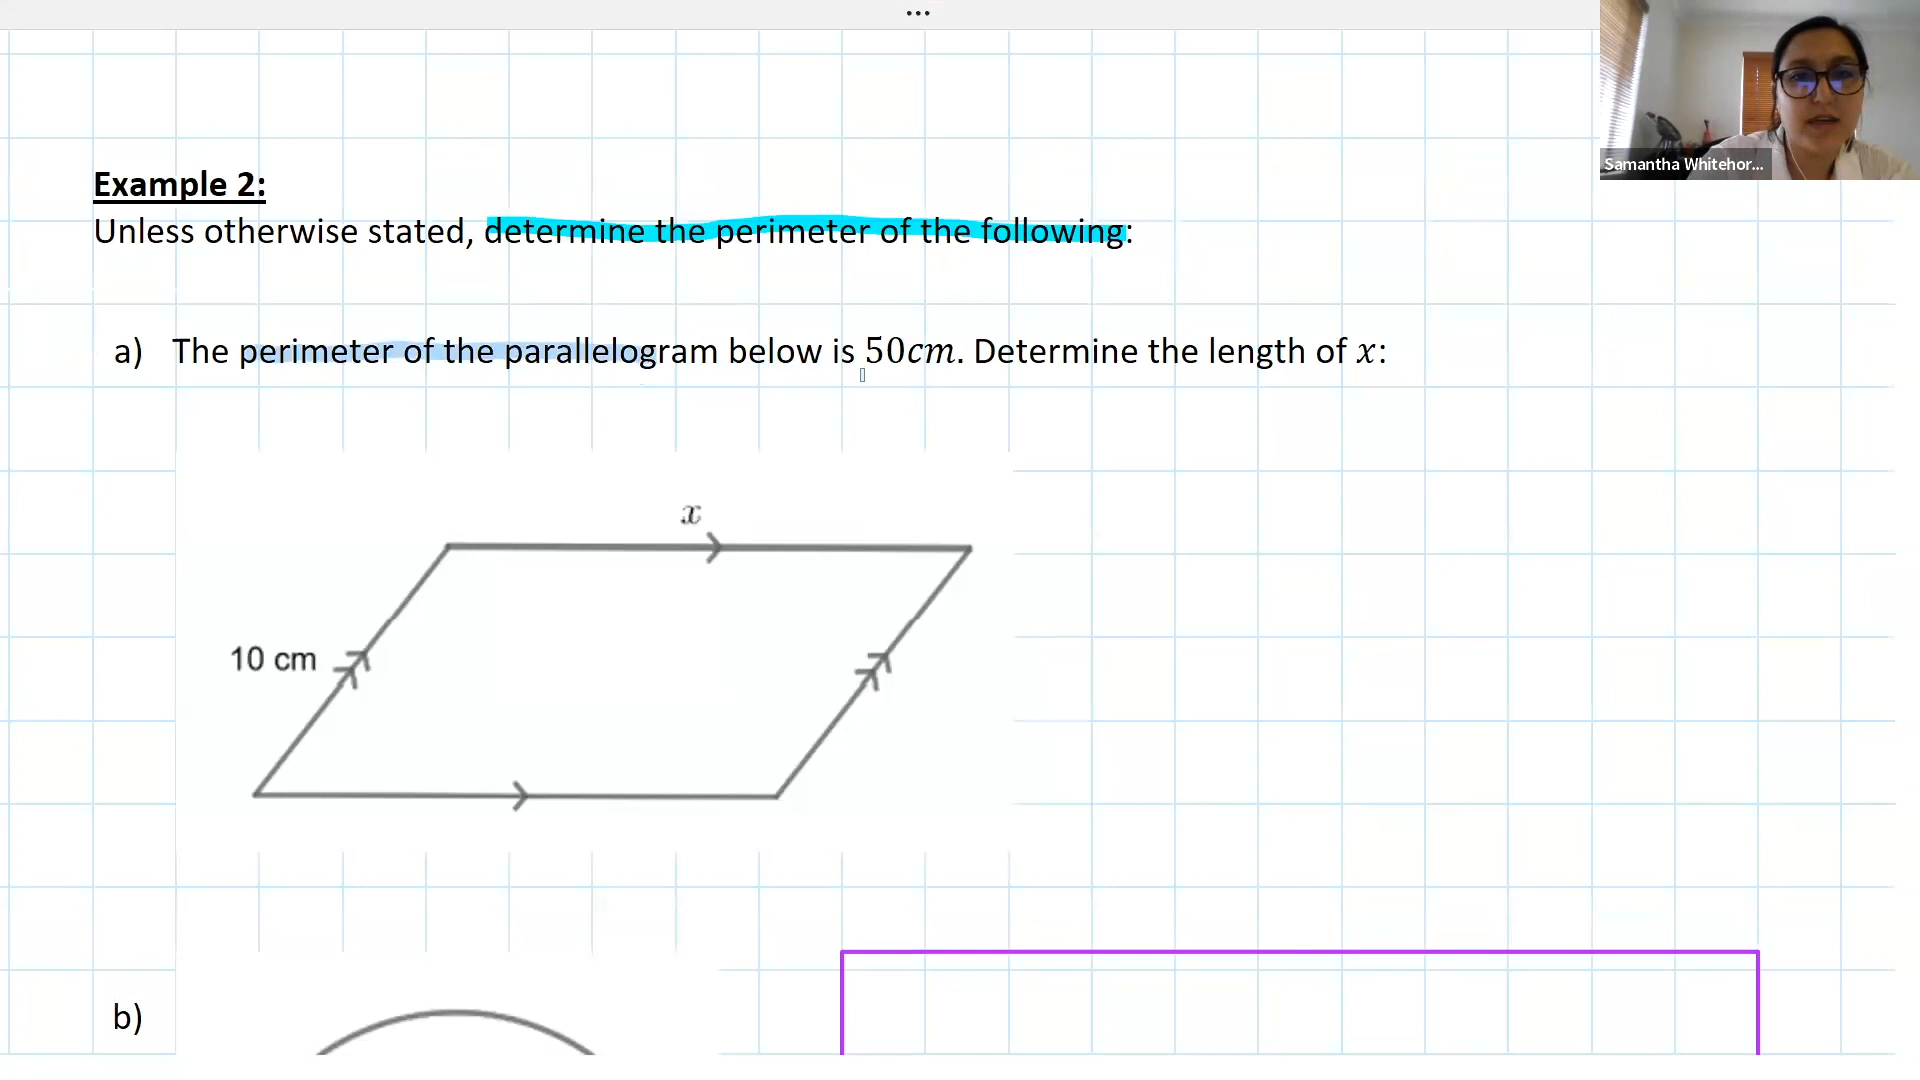 ...
Samantha Whitehor...
Example 2:
Unless otherwise stated, determine the perimeter of the following:
a) The perimeter of the parallelogram below is 50cm. Determine the length of x:
x
10 cm
b)